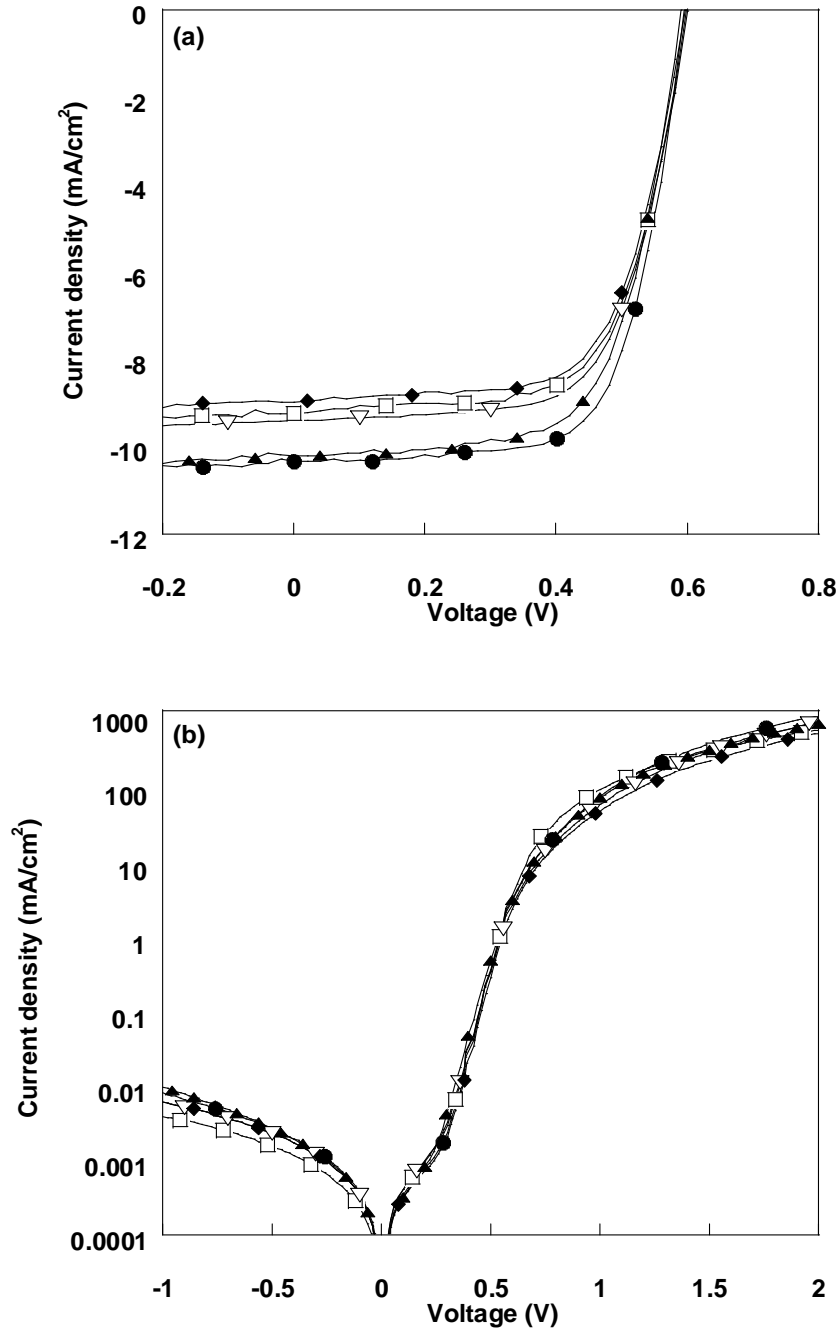 (a)
0
-2
-4
-6
-8
-10
-12
Current density (mA/cm²)
-0.2 0 0.2 0.4 0.6 0.8
Voltage (V)
(b)
1000
100
10
1
0.1
0.01
0.001
0.0001
Current density (mA/cm²)
-1 -0.5 0 0.5 1 1.5 2
Voltage (V)